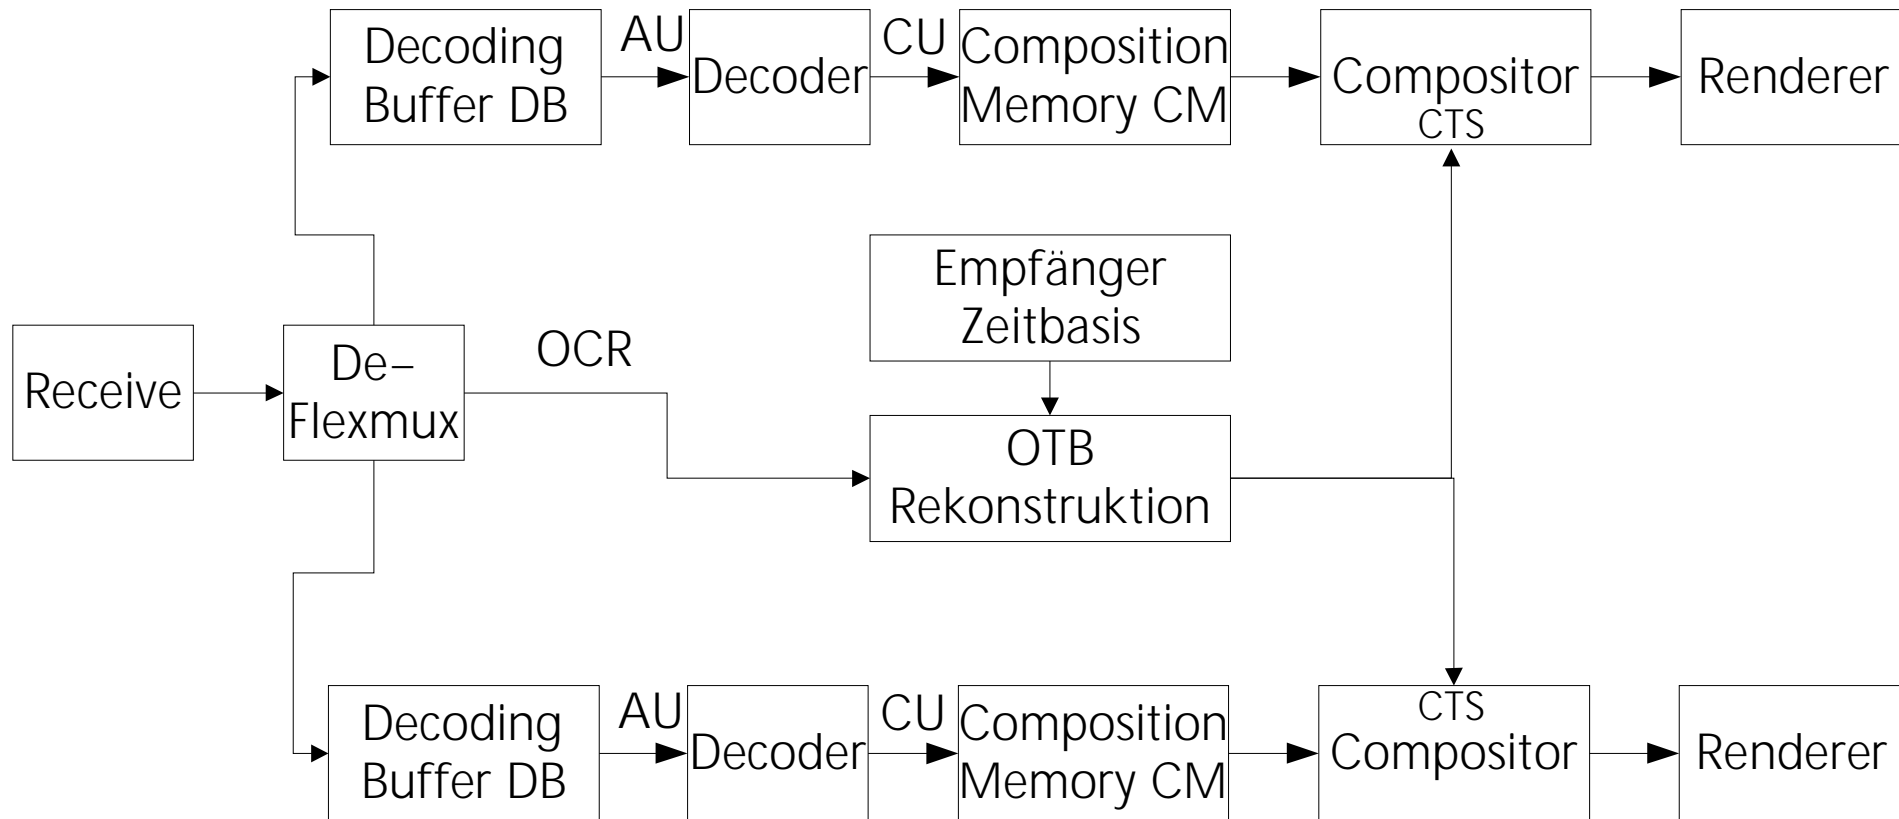 Decoding
Buffer DB
AU
Decoder
CU
Composition
Memory CM
Compositor
CTS
Renderer
Empfänger
Zeitbasis
Receive
De–
Flexmux
OCR
OTB
Rekonstruktion
Decoding
Buffer DB
AU
Decoder
CU
Composition
Memory CM
CTS
Compositor
Renderer